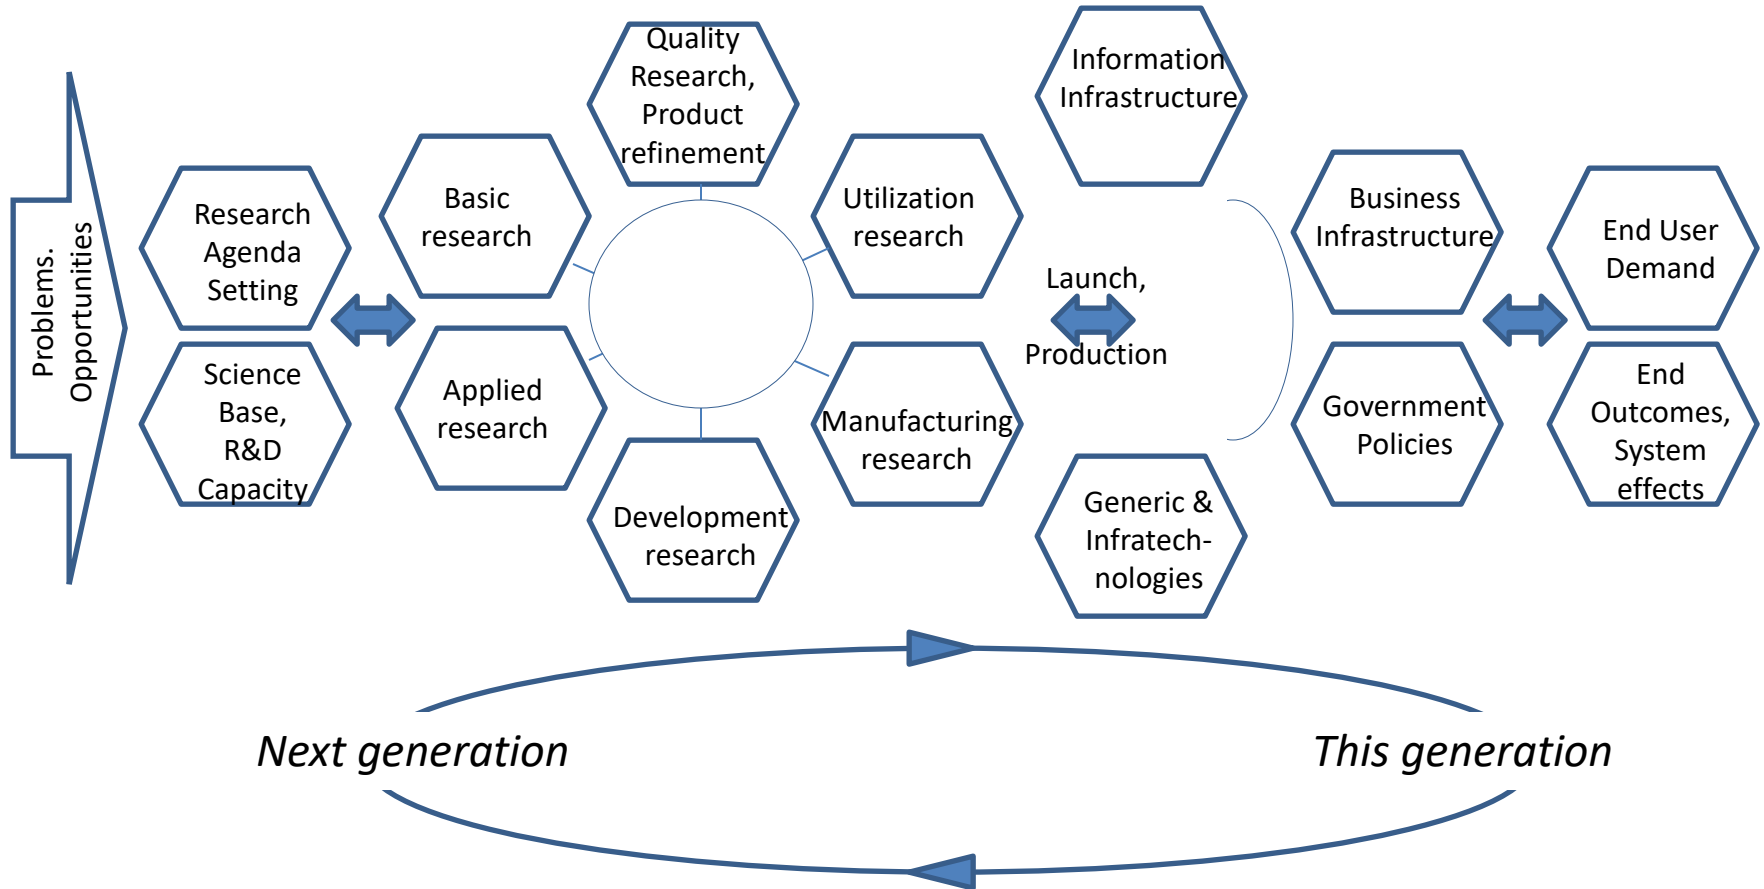 Problems.
Opportunities
Research
Agenda
Setting
Science
Base,
R&D
Capacity
Basic
research
Applied
research
Quality
Research,
Product
refinement
Development
research
Utilization
research
Manufacturing
research
Information
Infrastructure
Launch,
Production
Generic &
Infratech-
nologies
Business
Infrastructure
Government
Policies
End User
Demand
End
Outcomes,
System
effects
Next generation
This generation